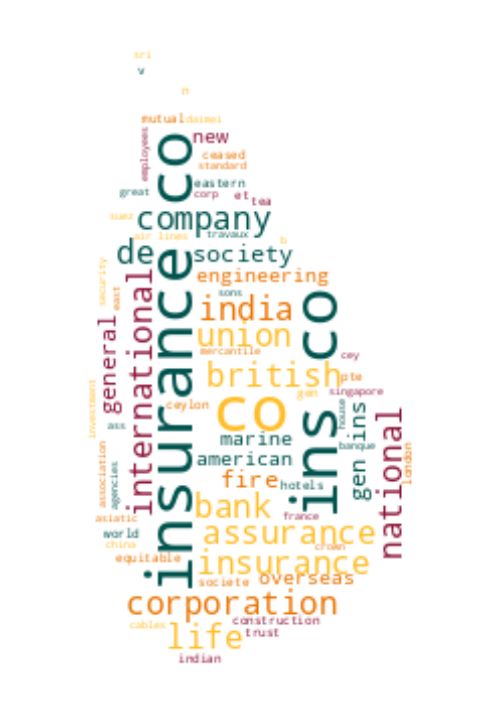 sri
v
n
mutual
daimei
new
employees
insurance co
ceased
standard
eastern
great
corp
et
tea
suez
company
air lines
travaux
b
de
society
security
international
engineering
east
sons
india
ins co
general
union
mercantile
cey
british
pte
gen
singapore
investment
ceylon
co
house
gen ins
national
ass
marine
banque
american
london
association
agencies
fire
hotels
bank
asiatic
france
world
assurance
china
crown
equitable
insurance
societe
overseas
corporation
cables
construction
life
trust
indian